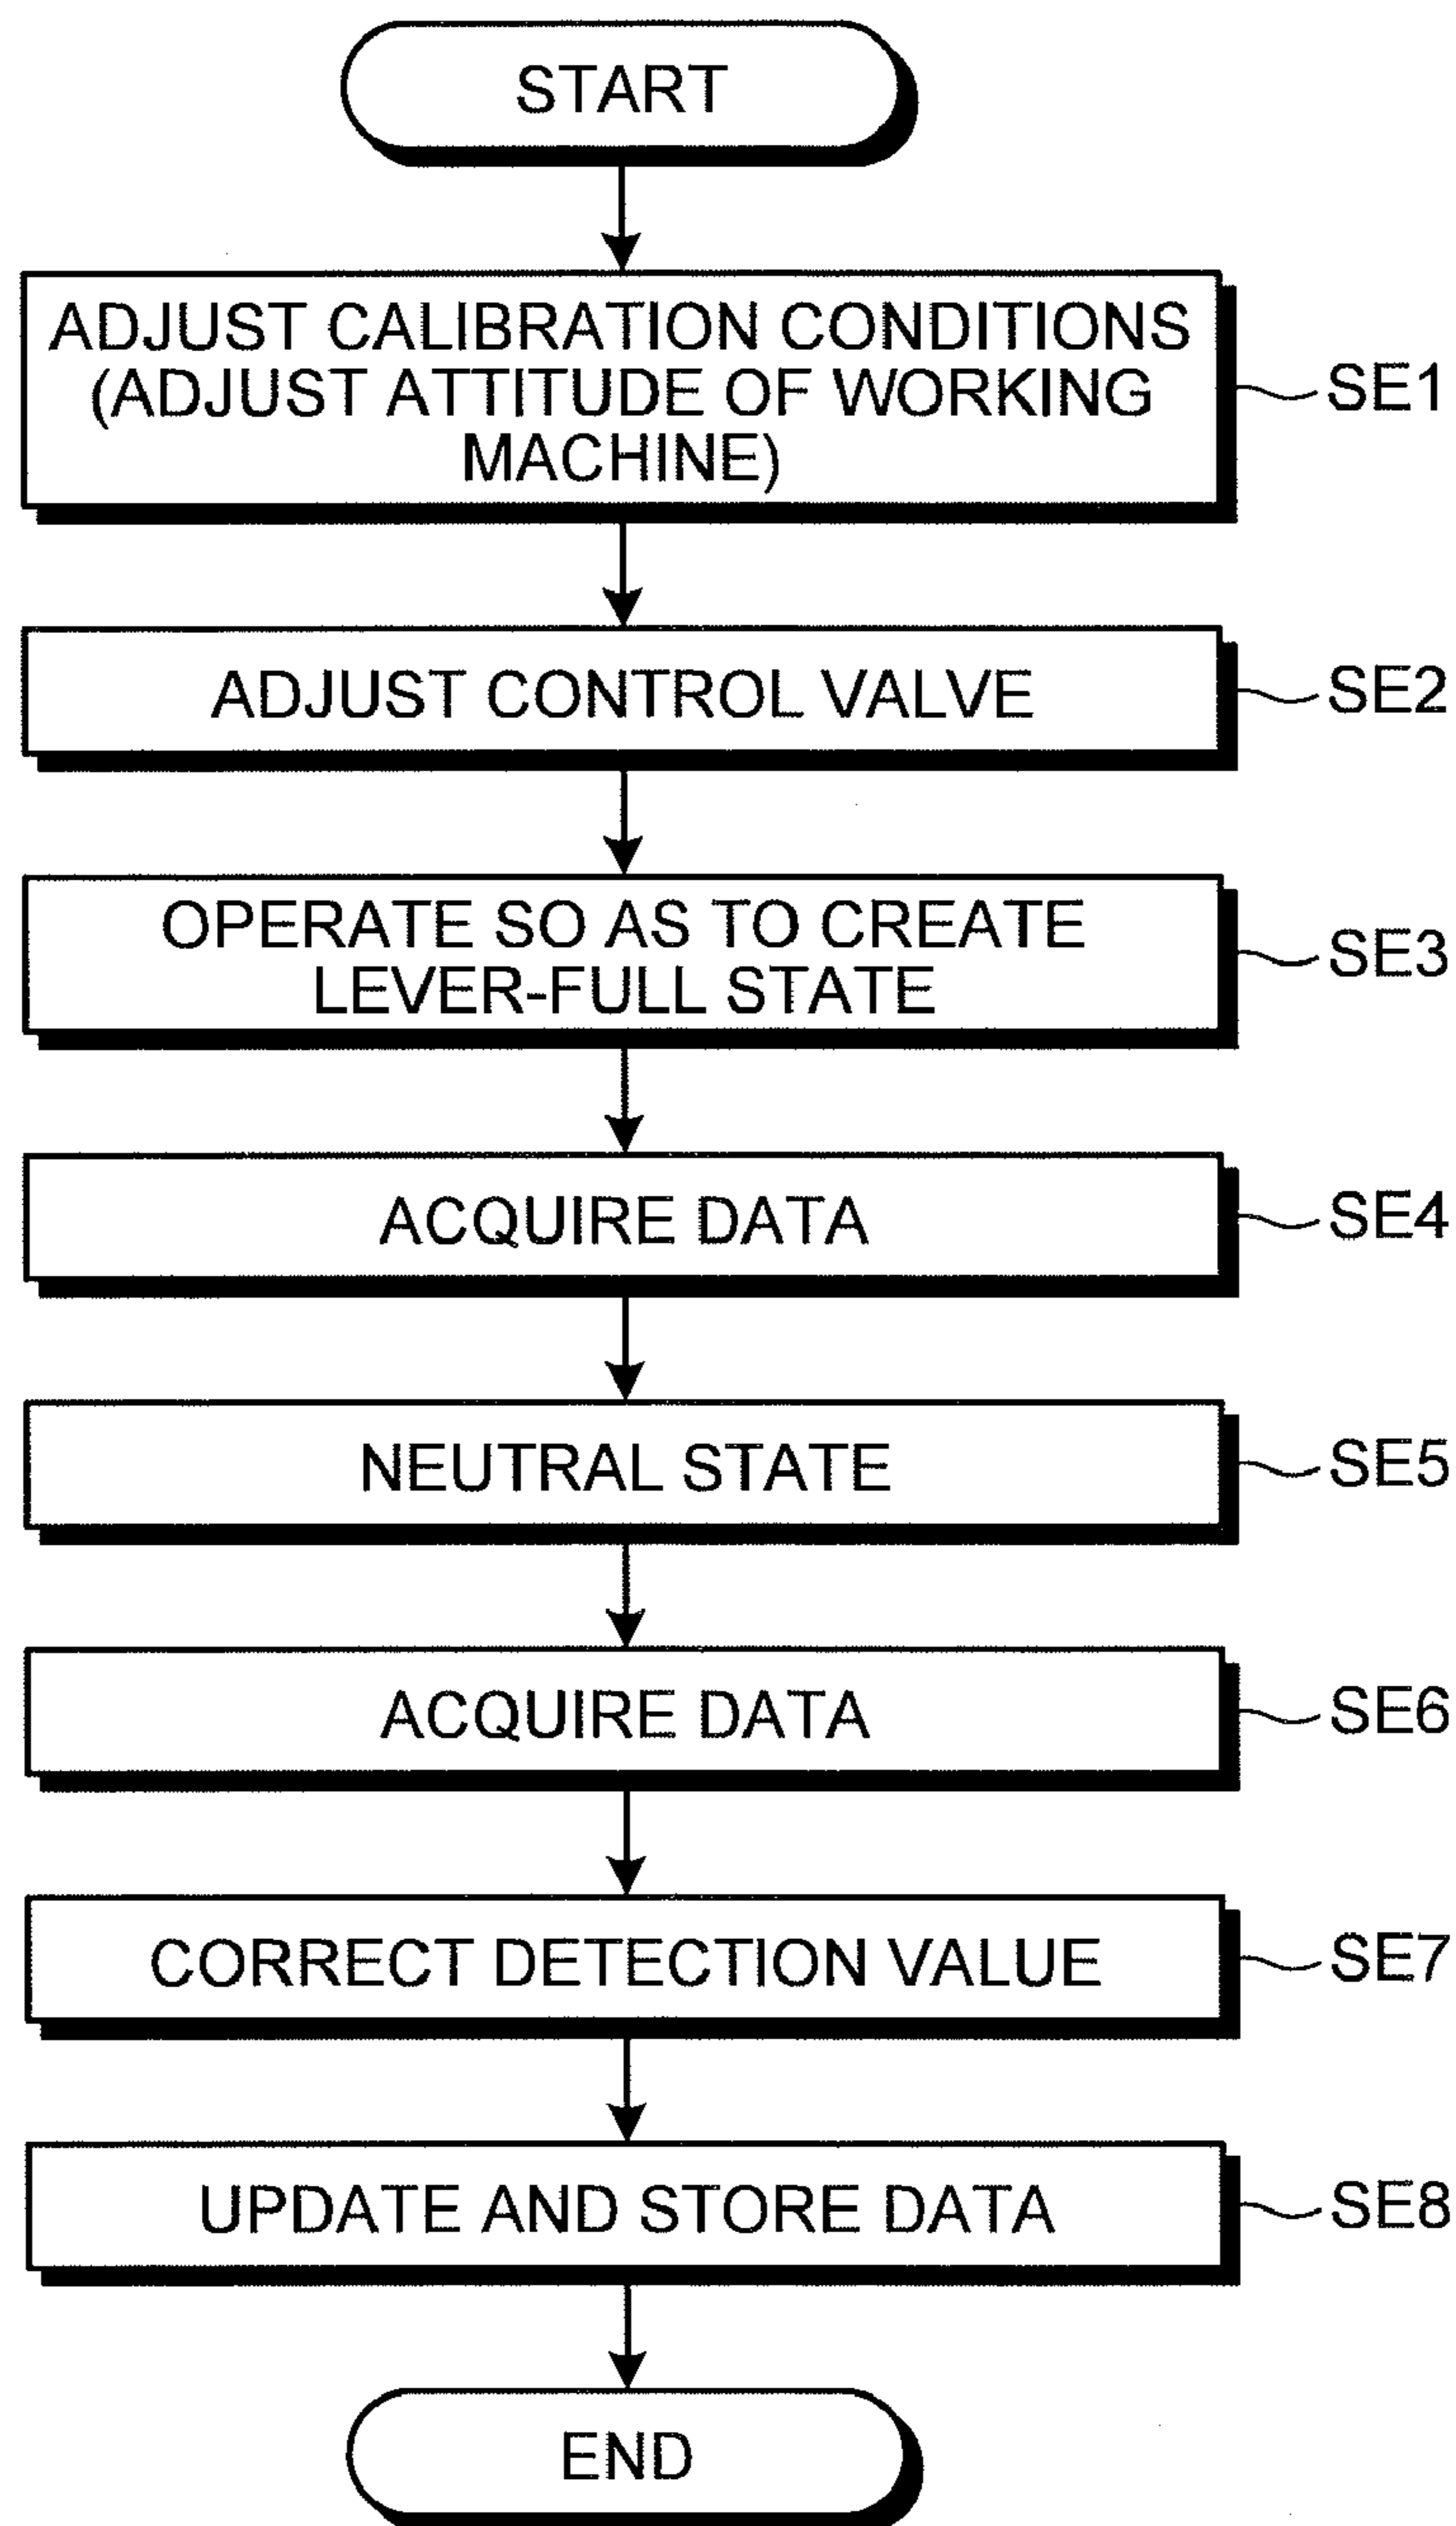 START
ADJUST CALIBRATION CONDITIONS
(ADJUST ATTITUDE OF WORKING
MACHINE)
SE1
ADJUST CONTROL VALVE
SE2
OPERATE SO AS TO CREATE
LEVER-FULL STATE
SE3
ACQUIRE DATA
SE4
NEUTRAL STATE
SE5
ACQUIRE DATA
SE6
CORRECT DETECTION VALUE
SE7
UPDATE AND STORE DATA
SE8
END